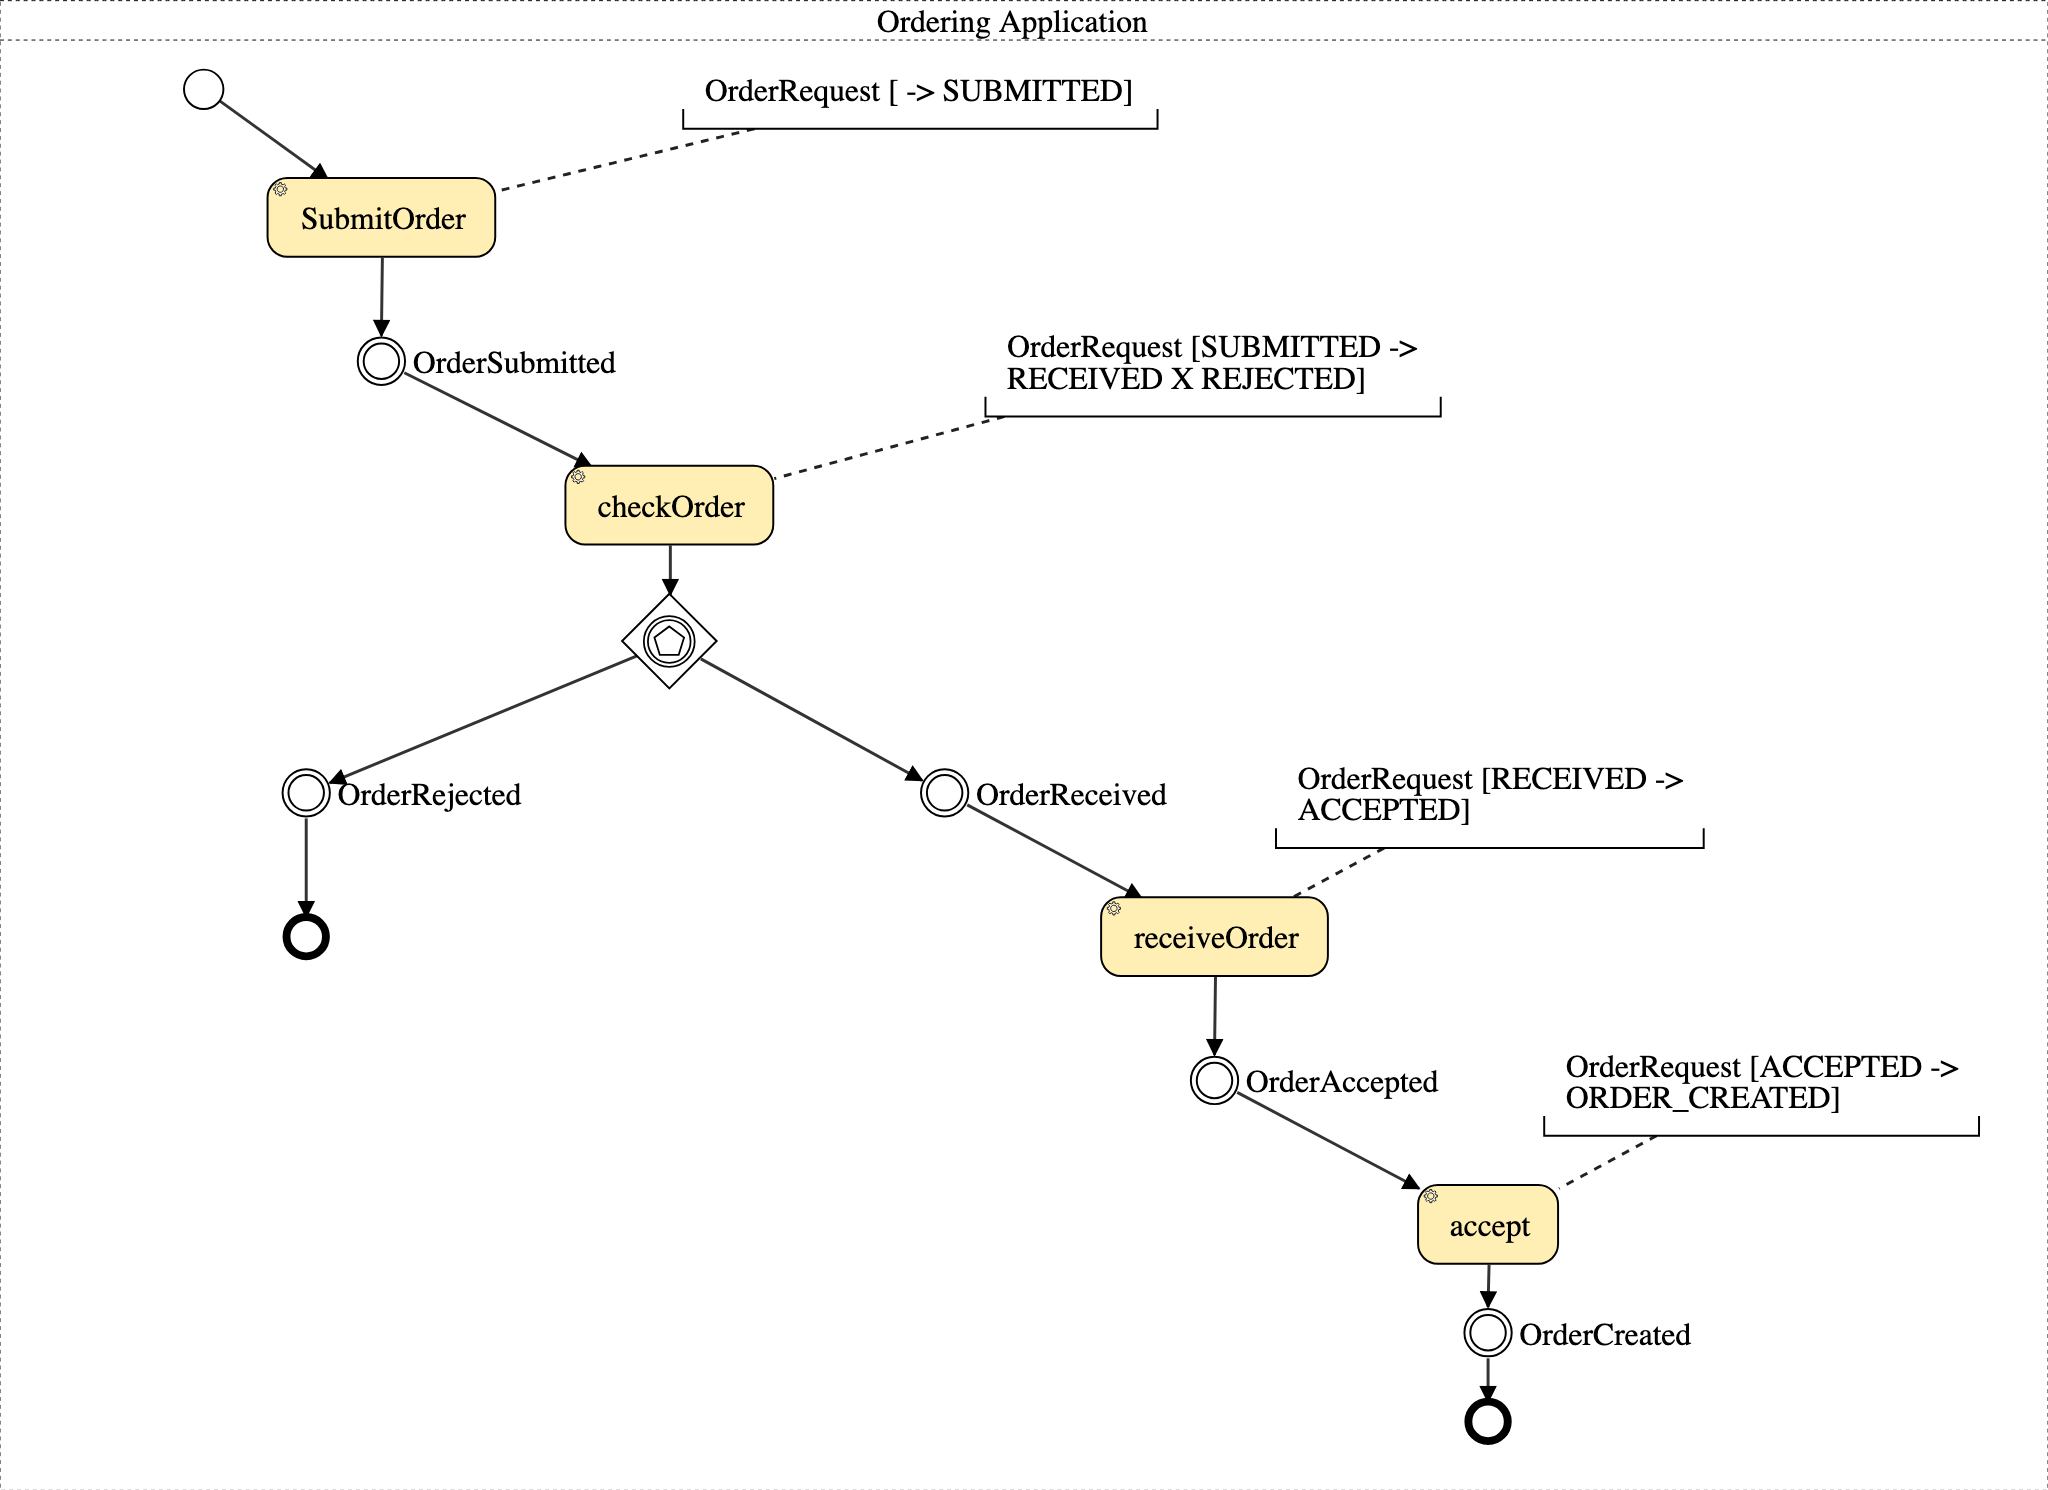 Ordering Application
OrderRequest [ -> SUBMITTED]
SubmitOrder
OrderSubmitted
OrderRequest [SUBMITTED ->
RECEIVED X REJECTED]
checkOrder
OrderRejected
OrderReceived
OrderRequest [RECEIVED ->
ACCEPTED]
receiveOrder
OrderAccepted
OrderRequest [ACCEPTED ->
ORDER_CREATED]
accept
OrderCreated